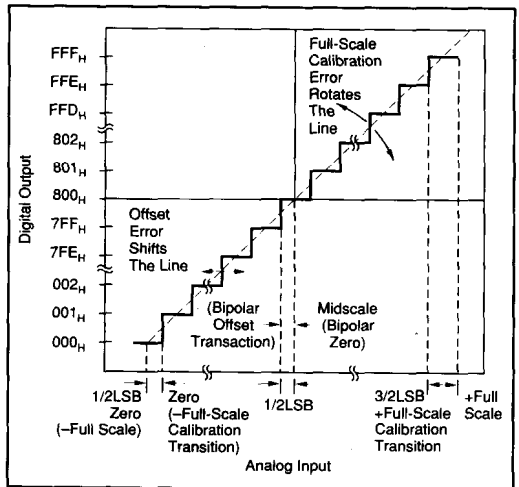 Digital Output
FFF_H
FFE_H
FFD_H
802_H
801_H
800_H
7FF_H
7FE_H
002_H
001_H
000_H
Full-Scale
Calibration
Error
Rotates
The
Line
Offset
Error
Shifts
The Line
(Bipolar
Offset
Transaction)
Midscale
(Bipolar
Zero)
1/2LSB
Zero
(–Full Scale)
Zero
(–Full-Scale
Calibration
Transition)
1/2LSB
3/2LSB
+Full-Scale
Calibration
Transition
+Full
Scale
Analog Input